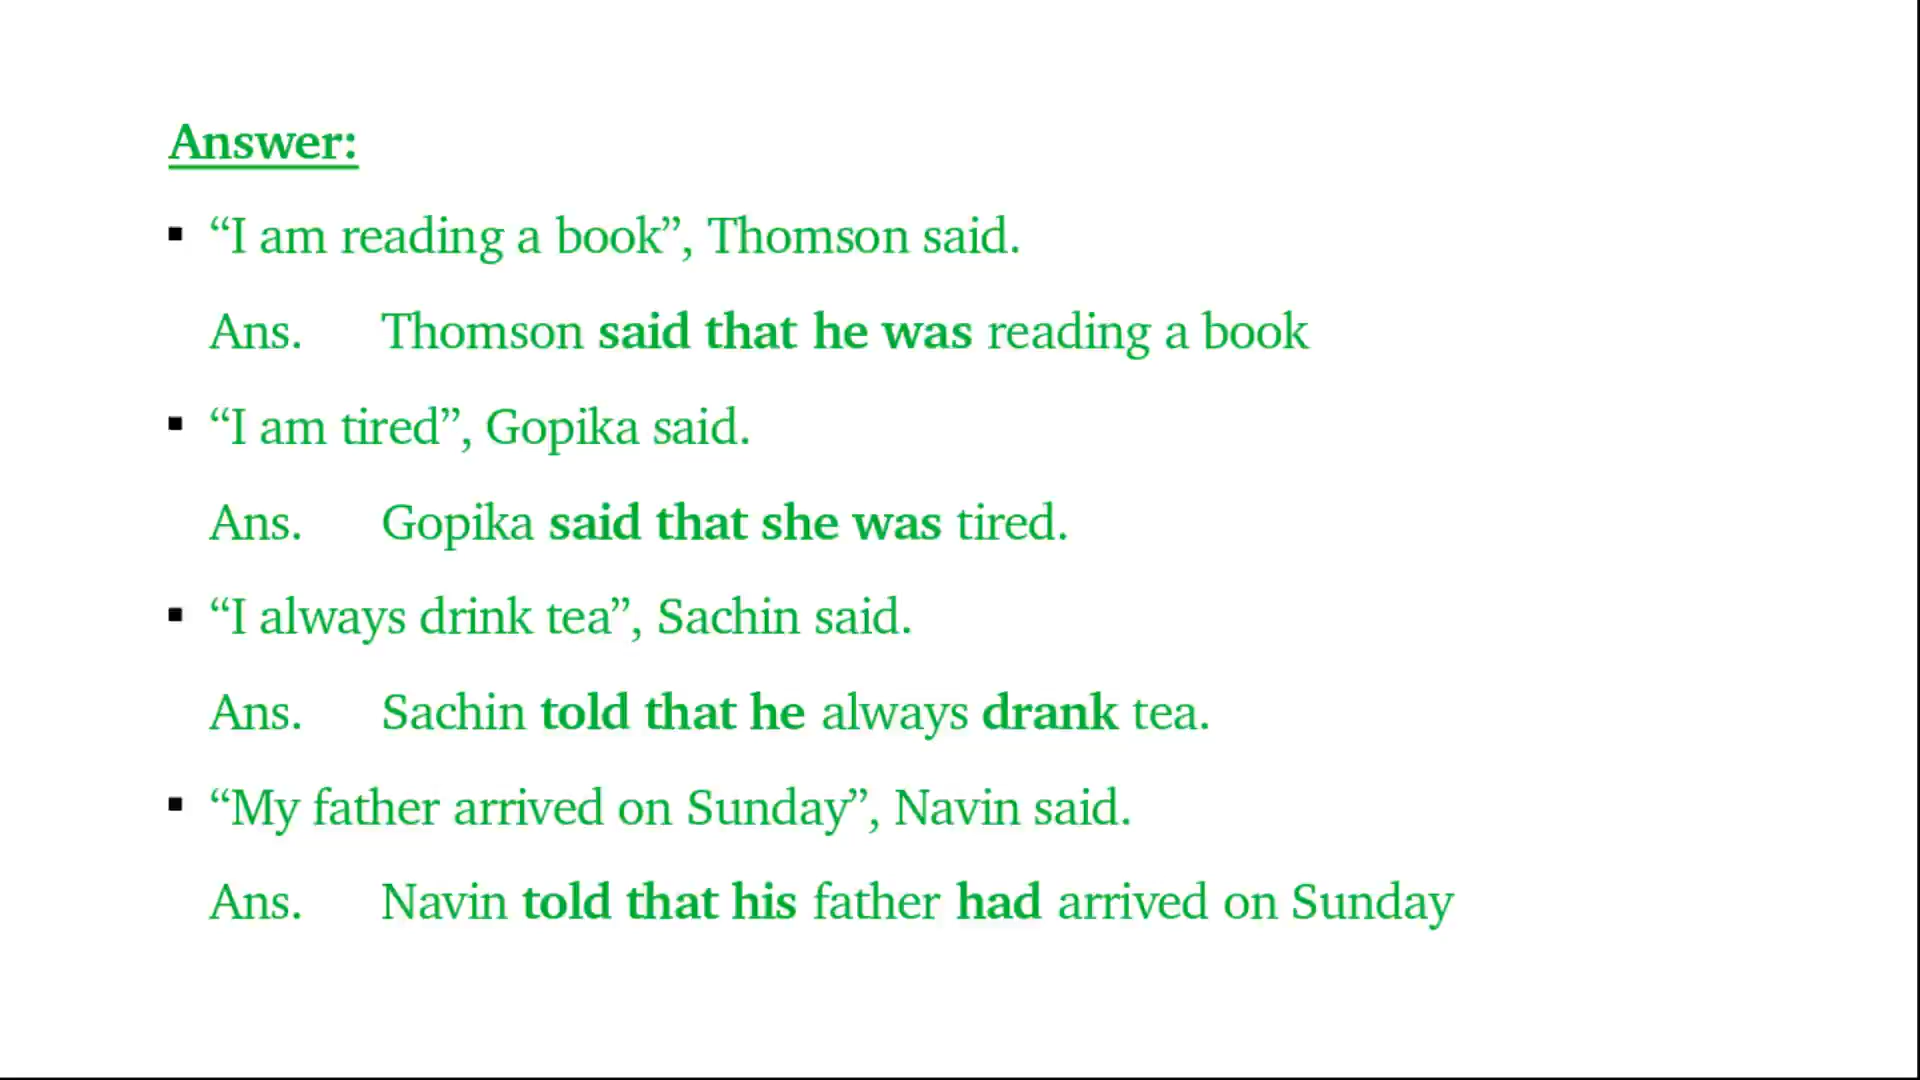 Answer:
▪ “I am reading a book”, Thomson said.
Ans. Thomson said that he was reading a book
▪ “I am tired”, Gopika said.
Ans. Gopika said that she was tired.
▪ “I always drink tea”, Sachin said.
Ans. Sachin told that he always drank tea.
▪ “My father arrived on Sunday”, Navin said.
Ans. Navin told that his father had arrived on Sunday